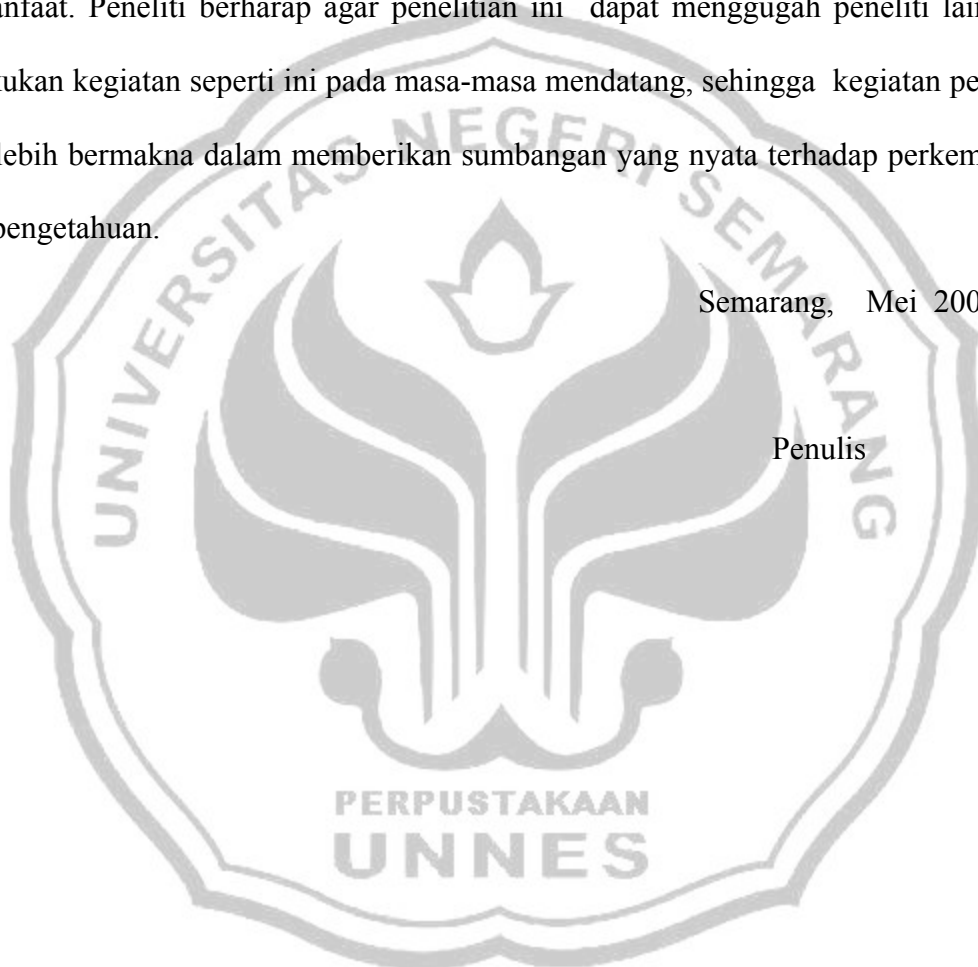 anfaat. Peneliti berharap agar penelitian ini dapat menggugah peneliti lain
ukan kegiatan seperti ini pada masa-masa mendatang, sehingga kegiatan pe
lebih bermakna dalam memberikan sumbangan yang nyata terhadap perkem
pengetahuan.
Semarang, Mei 200
Penulis
UNIVERSITAS NEGERI SEMARANG
PERPUSTAKAAN
UNNES